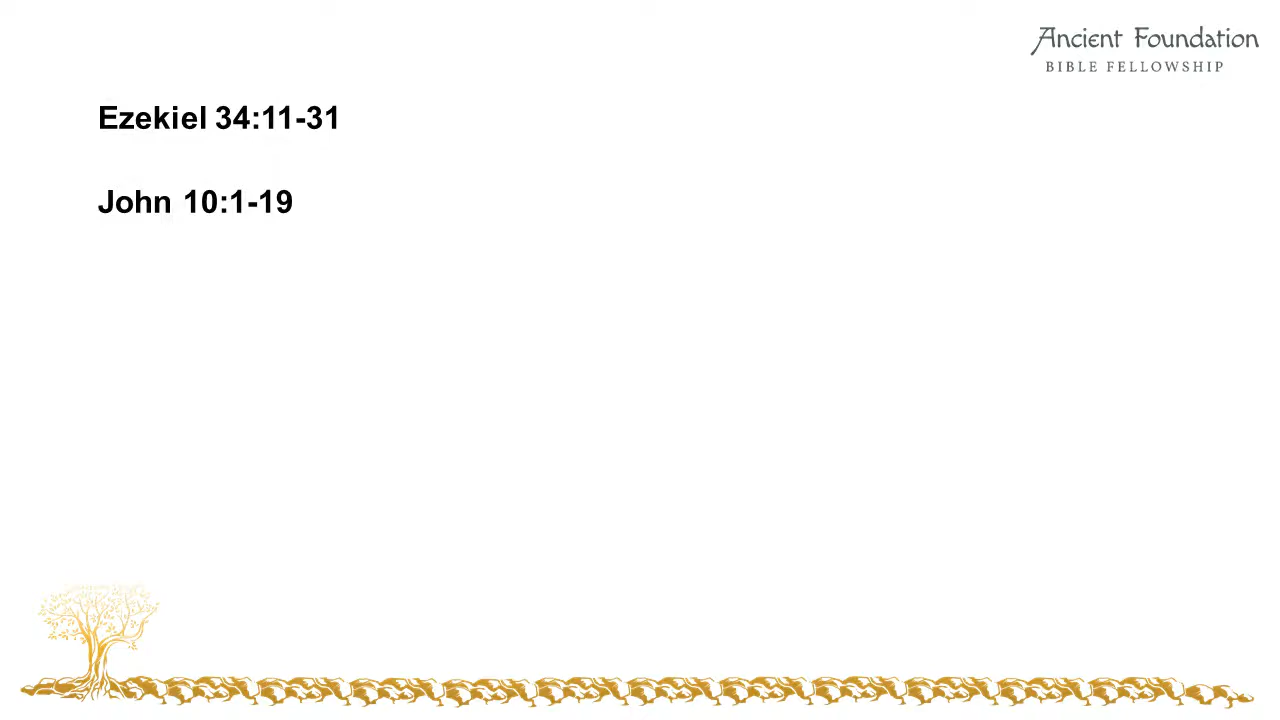 Ancient Foundation
BIBLE FELLOWSHIP
Ezekiel 34:11-31
John 10:1-19